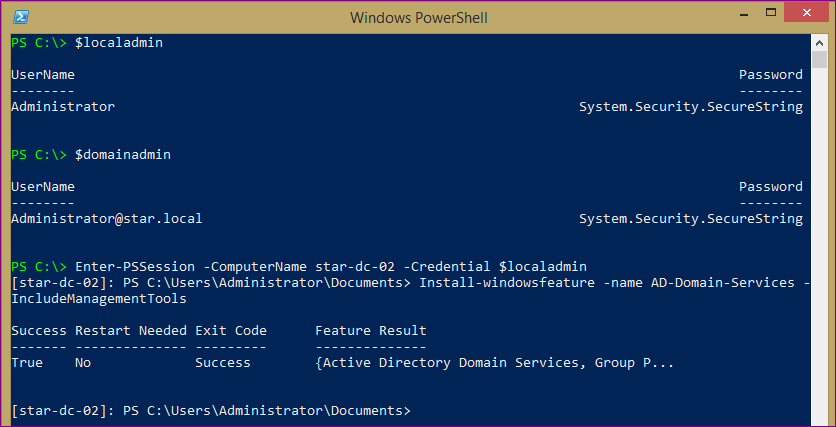 Windows PowerShell
PS C:\> $localadmin
UserName Password
-------- --------
Administrator System.Security.SecureString
PS C:\> $domainadmin
UserName Password
-------- --------
Administrator@star.local System.Security.SecureString
PS C:\> Enter-PSSession -ComputerName star-dc-02 -Credential $localadmin
[star-dc-02]: PS C:\Users\Administrator\Documents> Install-windowsfeature -name AD-Domain-Services -
IncludeManagementTools
Success Restart Needed Exit Code Feature Result
------- -------------- --------- --------------
True No Success {Active Directory Domain Services, Group P...
[star-dc-02]: PS C:\Users\Administrator\Documents>